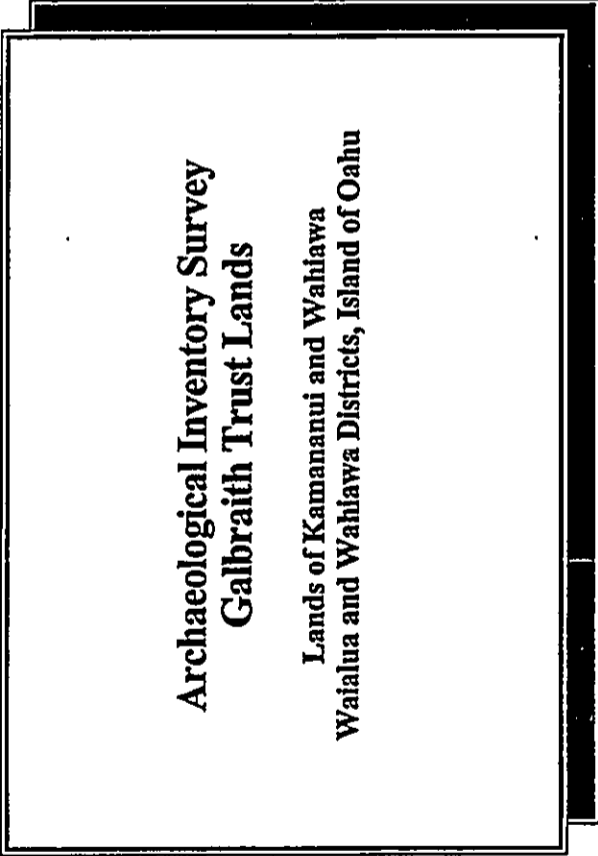 Archaeological Inventory Survey
Galbraith Trust Lands
Lands of Kamananui and Wahiawa
Waialua and Wahiawa Districts, Island of Oahu